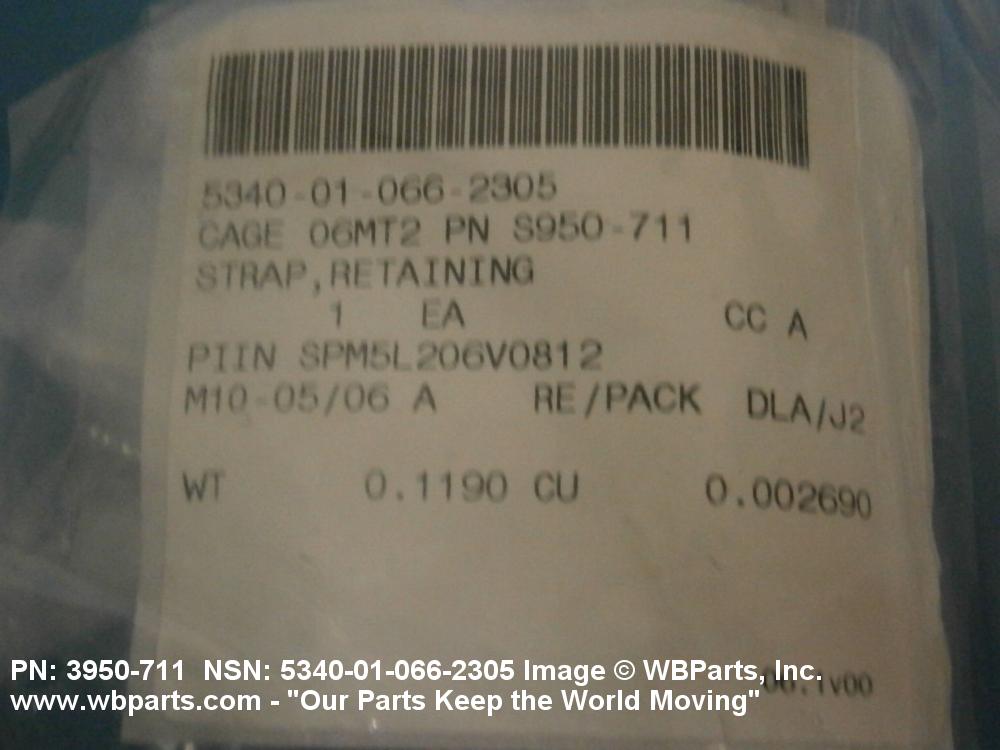 5340-01-066-2305
CAGE 06MT2 PN S950-711
STRAP,RETAINING
1 EA CC A
PIIN SPM5L206V0812
M10-05/06 A RE/PACK DLA/J2
WT 0.1190 CU 0.002690
PN: 3950-711 NSN: 5340-01-066-2305 Image © WBParts, Inc.
www.wbparts.com - "Our Parts Keep the World Moving"